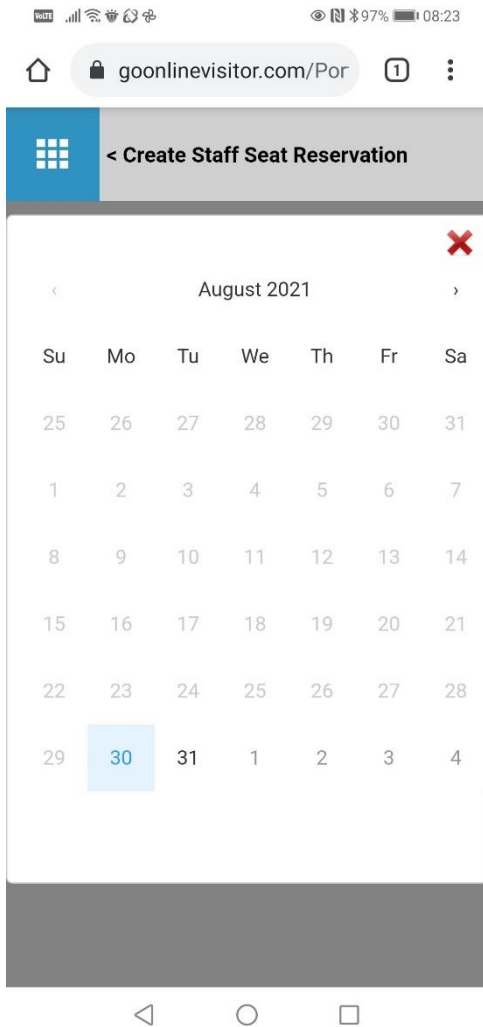 VoLTE 97% 08:23
goonlinevisitor.com/Por 1
< Create Staff Seat Reservation
‹ August 2021 ›
Su Mo Tu We Th Fr Sa
25 26 27 28 29 30 31
1 2 3 4 5 6 7
8 9 10 11 12 13 14
15 16 17 18 19 20 21
22 23 24 25 26 27 28
29 30 31 1 2 3 4